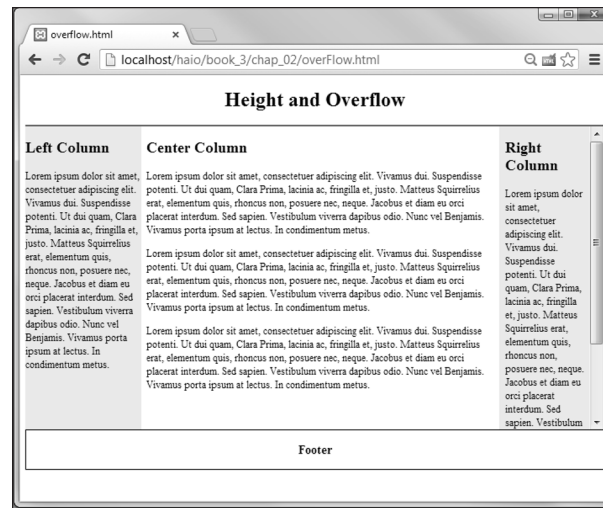 overflow.html
localhost/haio/book_3/chap_02/overFlow.html
Height and Overflow
Left Column
Lorem ipsum dolor sit amet,
consectetuer adipiscing elit.
Vivamus dui. Suspendisse
potenti. Ut dui quam, Clara
Prima, lacinia ac, fringilla et,
justo. Matteus Squirrelius
erat, elementum quis,
rhoncus non, posuere nec,
neque. Jacobus et diam eu
orci placerat interdum. Sed
sapien. Vestibulum viverra
dapibus odio. Nunc vel
Benjamis. Vivamus porta
ipsum at lectus. In
condimentum metus.
Center Column
Lorem ipsum dolor sit amet, consectetuer adipiscing elit. Vivamus dui. Suspendisse
potenti. Ut dui quam, Clara Prima, lacinia ac, fringilla et, justo. Matteus Squirrelius
erat, elementum quis, rhoncus non, posuere nec, neque. Jacobus et diam eu orci
placerat interdum. Sed sapien. Vestibulum viverra dapibus odio. Nunc vel Benjamis.
Vivamus porta ipsum at lectus. In condimentum metus.
Lorem ipsum dolor sit amet, consectetuer adipiscing elit. Vivamus dui. Suspendisse
potenti. Ut dui quam, Clara Prima, lacinia ac, fringilla et, justo. Matteus Squirrelius
erat, elementum quis, rhoncus non, posuere nec, neque. Jacobus et diam eu orci
placerat interdum. Sed sapien. Vestibulum viverra dapibus odio. Nunc vel Benjamis.
Vivamus porta ipsum at lectus. In condimentum metus.
Lorem ipsum dolor sit amet, consectetuer adipiscing elit. Vivamus dui. Suspendisse
potenti. Ut dui quam, Clara Prima, lacinia ac, fringilla et, justo. Matteus Squirrelius
erat, elementum quis, rhoncus non, posuere nec, neque. Jacobus et diam eu orci
placerat interdum. Sed sapien. Vestibulum viverra dapibus odio. Nunc vel Benjamis.
Vivamus porta ipsum at lectus. In condimentum metus.
Right
Column
Lorem ipsum dolor
sit amet,
consectetuer
adipiscing elit.
Vivamus dui.
Suspendisse
potenti. Ut dui
quam, Clara Prima,
lacinia ac, fringilla
et, justo. Matteus
Squirrelius erat,
elementum quis,
rhoncus non,
posuere nec, neque.
Jacobus et diam eu
orci placerat
interdum. Sed
sapien. Vestibulum
Footer